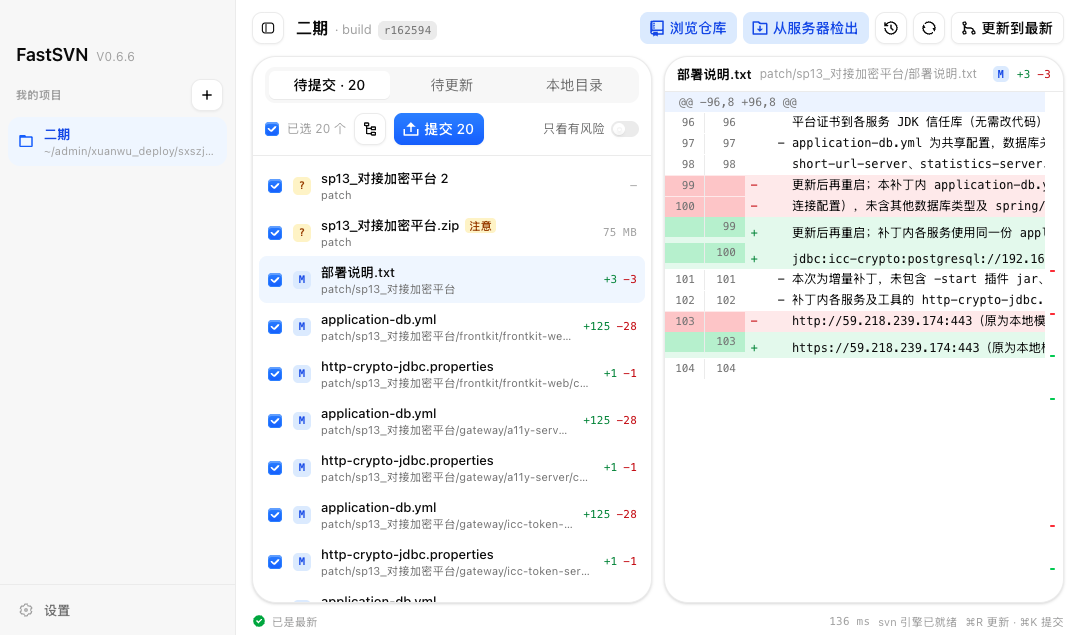 FastSVN V0.6.6
我的项目
+
二期
~/admin/xuanwu_deploy/sxszj...
设置
二期 · build r162594
浏览仓库
从服务器检出
更新到最新
待提交 · 20
待更新
本地目录
已选 20 个
提交 20
只看有风险
? sp13_对接加密平台 2 —
patch
? sp13_对接加密平台.zip 注意 75 MB
patch
M 部署说明.txt +3 −3
patch/sp13_对接加密平台
M application-db.yml +125 −28
patch/sp13_对接加密平台/frontkit/frontkit-we...
M http-crypto-jdbc.properties +1 −1
patch/sp13_对接加密平台/frontkit/frontkit-web/c...
M application-db.yml +125 −28
patch/sp13_对接加密平台/gateway/a11y-serv...
M http-crypto-jdbc.properties +1 −1
patch/sp13_对接加密平台/gateway/a11y-server/c...
M application-db.yml +125 −28
patch/sp13_对接加密平台/gateway/icc-token-...
M http-crypto-jdbc.properties +1 −1
patch/sp13_对接加密平台/gateway/icc-token-ser...
application-db.yml
部署说明.txt patch/sp13_对接加密平台/部署说明.txt M +3 −3
@@ −96,8 +96,8 @@
96 96 平台证书到各服务 JDK 信任库（无需改代码）
97 97 − application-db.yml 为共享配置，数据库
98 98 short-url-server、statistics-server
99 − 更新后再重启；本补丁内 application-db.y
100 − 连接配置），未含其他数据库类型及 spring/
99 + 更新后再重启；补丁内各服务使用同一份 appl
100 + jdbc:icc-crypto:postgresql://192.16
101 101 − 本次为增量补丁，未包含 −start 插件 jar、
102 102 − 补丁内各服务及工具的 http-crypto-jdbc.
103 − http://59.218.239.174:443（原为本地模
103 + https://59.218.239.174:443（原为本地
104 104
已是最新
136 ms svn 引擎已就绪 ⌘R 更新 · ⌘K 提交